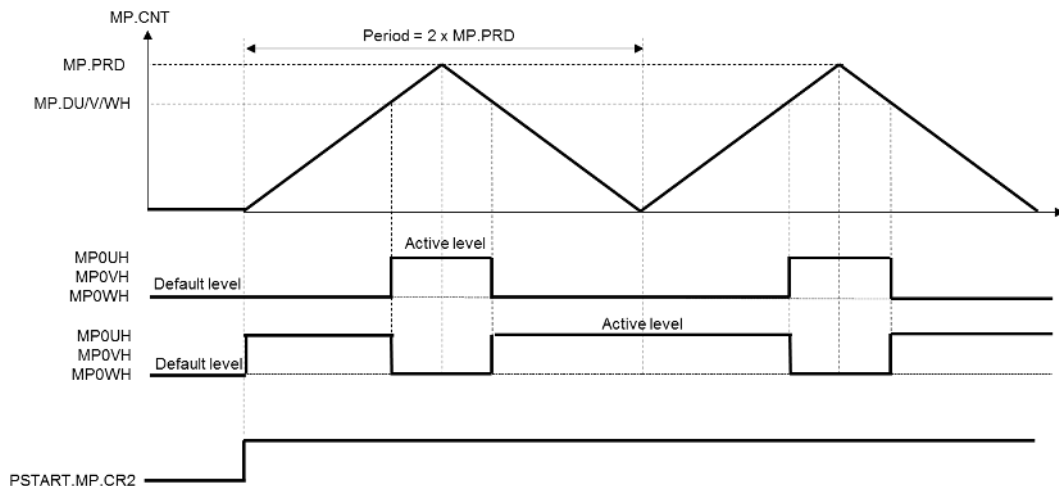 MP.CNT
Period = 2 x MP.PRD
MP.PRD
MP.DU/V/WH
MP0UH
MP0VH
MP0WH
Default level
Active level
MP0UH
MP0VH
MP0WH
Default level
Active level
PSTART.MP.CR2